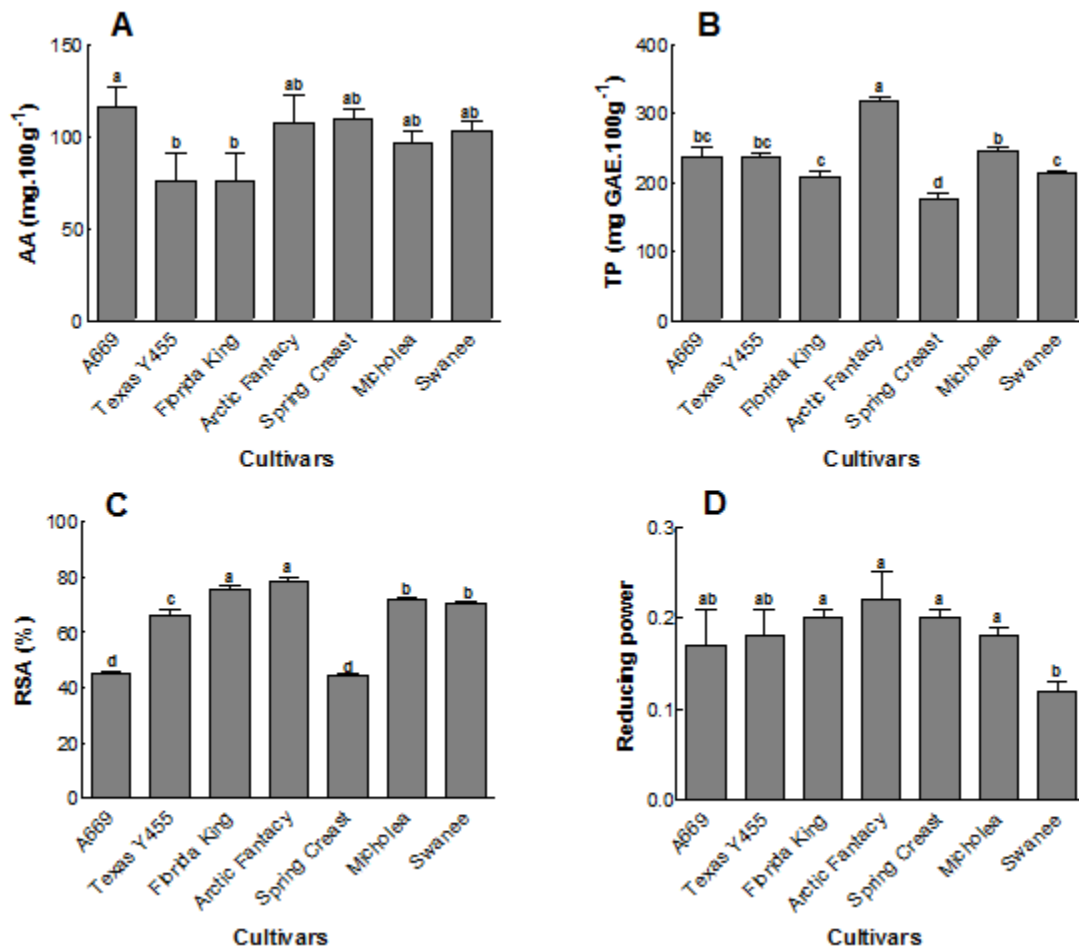 A
AA (mg.100g⁻¹)
150
100
50
0
a
b
b
ab
ab
ab
ab
A669
Texas Y455
Florida King
Arctic Fantacy
Spring Creast
Micholea
Swanee
Cultivars
B
TP (mg GAE.100g⁻¹)
400
300
200
100
0
bc
bc
c
a
d
b
c
A669
Texas Y455
Florida King
Arctic Fantacy
Spring Creast
Micholea
Swanee
Cultivars
C
RSA (%)
100
80
60
40
20
0
d
c
a
a
d
b
b
A669
Texas Y455
Florida King
Arctic Fantacy
Spring Creast
Micholea
Swanee
Cultivars
D
Reducing power
0.3
0.2
0.1
0.0
ab
ab
a
a
a
a
b
A669
Texas Y455
Florida King
Arctic Fantacy
Spring Creast
Micholea
Swanee
Cultivars